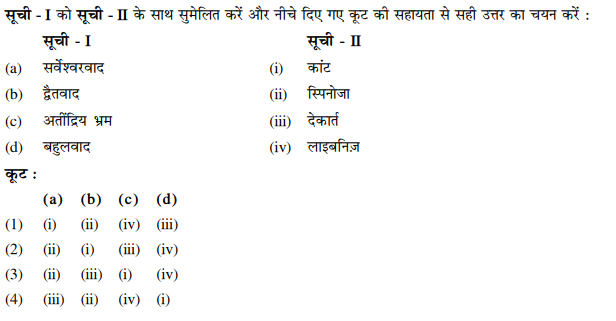 सूची - I को सूची - II के साथ सुमेलित करें और नीचे दिए गए कूट की सहायता से सही उत्तर का चयन करें :
सूची - I सूची - II
(a) सर्वेश्वरवाद (i) कांट
(b) द्वैतवाद (ii) स्पिनोजा
(c) अतींद्रिय भ्रम (iii) देकार्त
(d) बहुलवाद (iv) लाइबनिज़
कूट :
(a) (b) (c) (d)
(1) (i) (ii) (iv) (iii)
(2) (ii) (i) (iii) (iv)
(3) (ii) (iii) (i) (iv)
(4) (iii) (ii) (iv) (i)